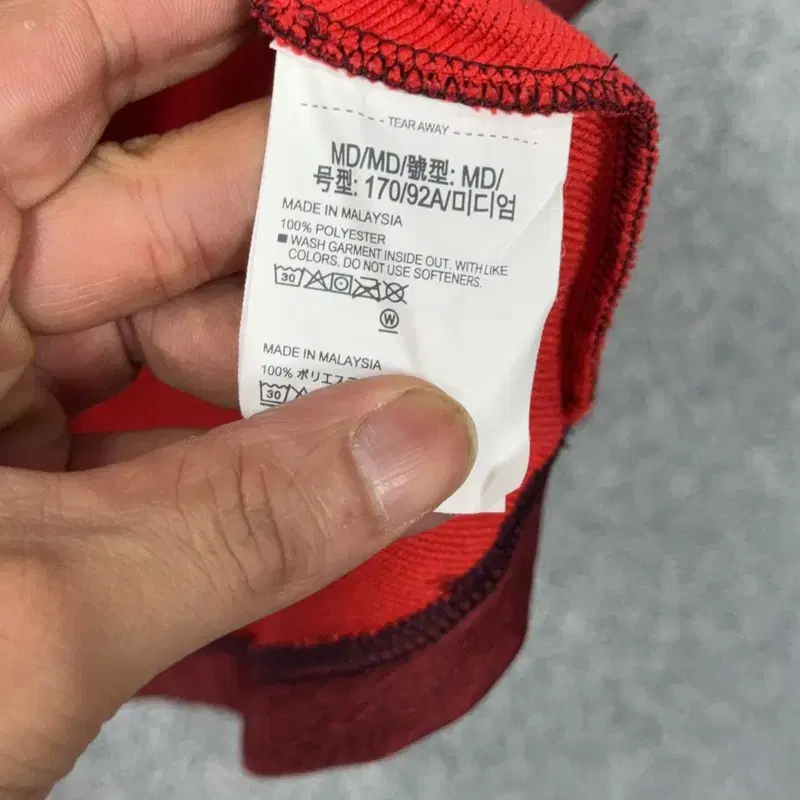 TEAR AWAY
MD/MD/號型: MD/
号型: 170/92A/미디엄
MADE IN MALAYSIA
100% POLYESTER
WASH GARMENT INSIDE OUT. WITH LIKE
COLORS. DO NOT USE SOFTENERS.
30
W
MADE IN MALAYSIA
100% ポリエス
30